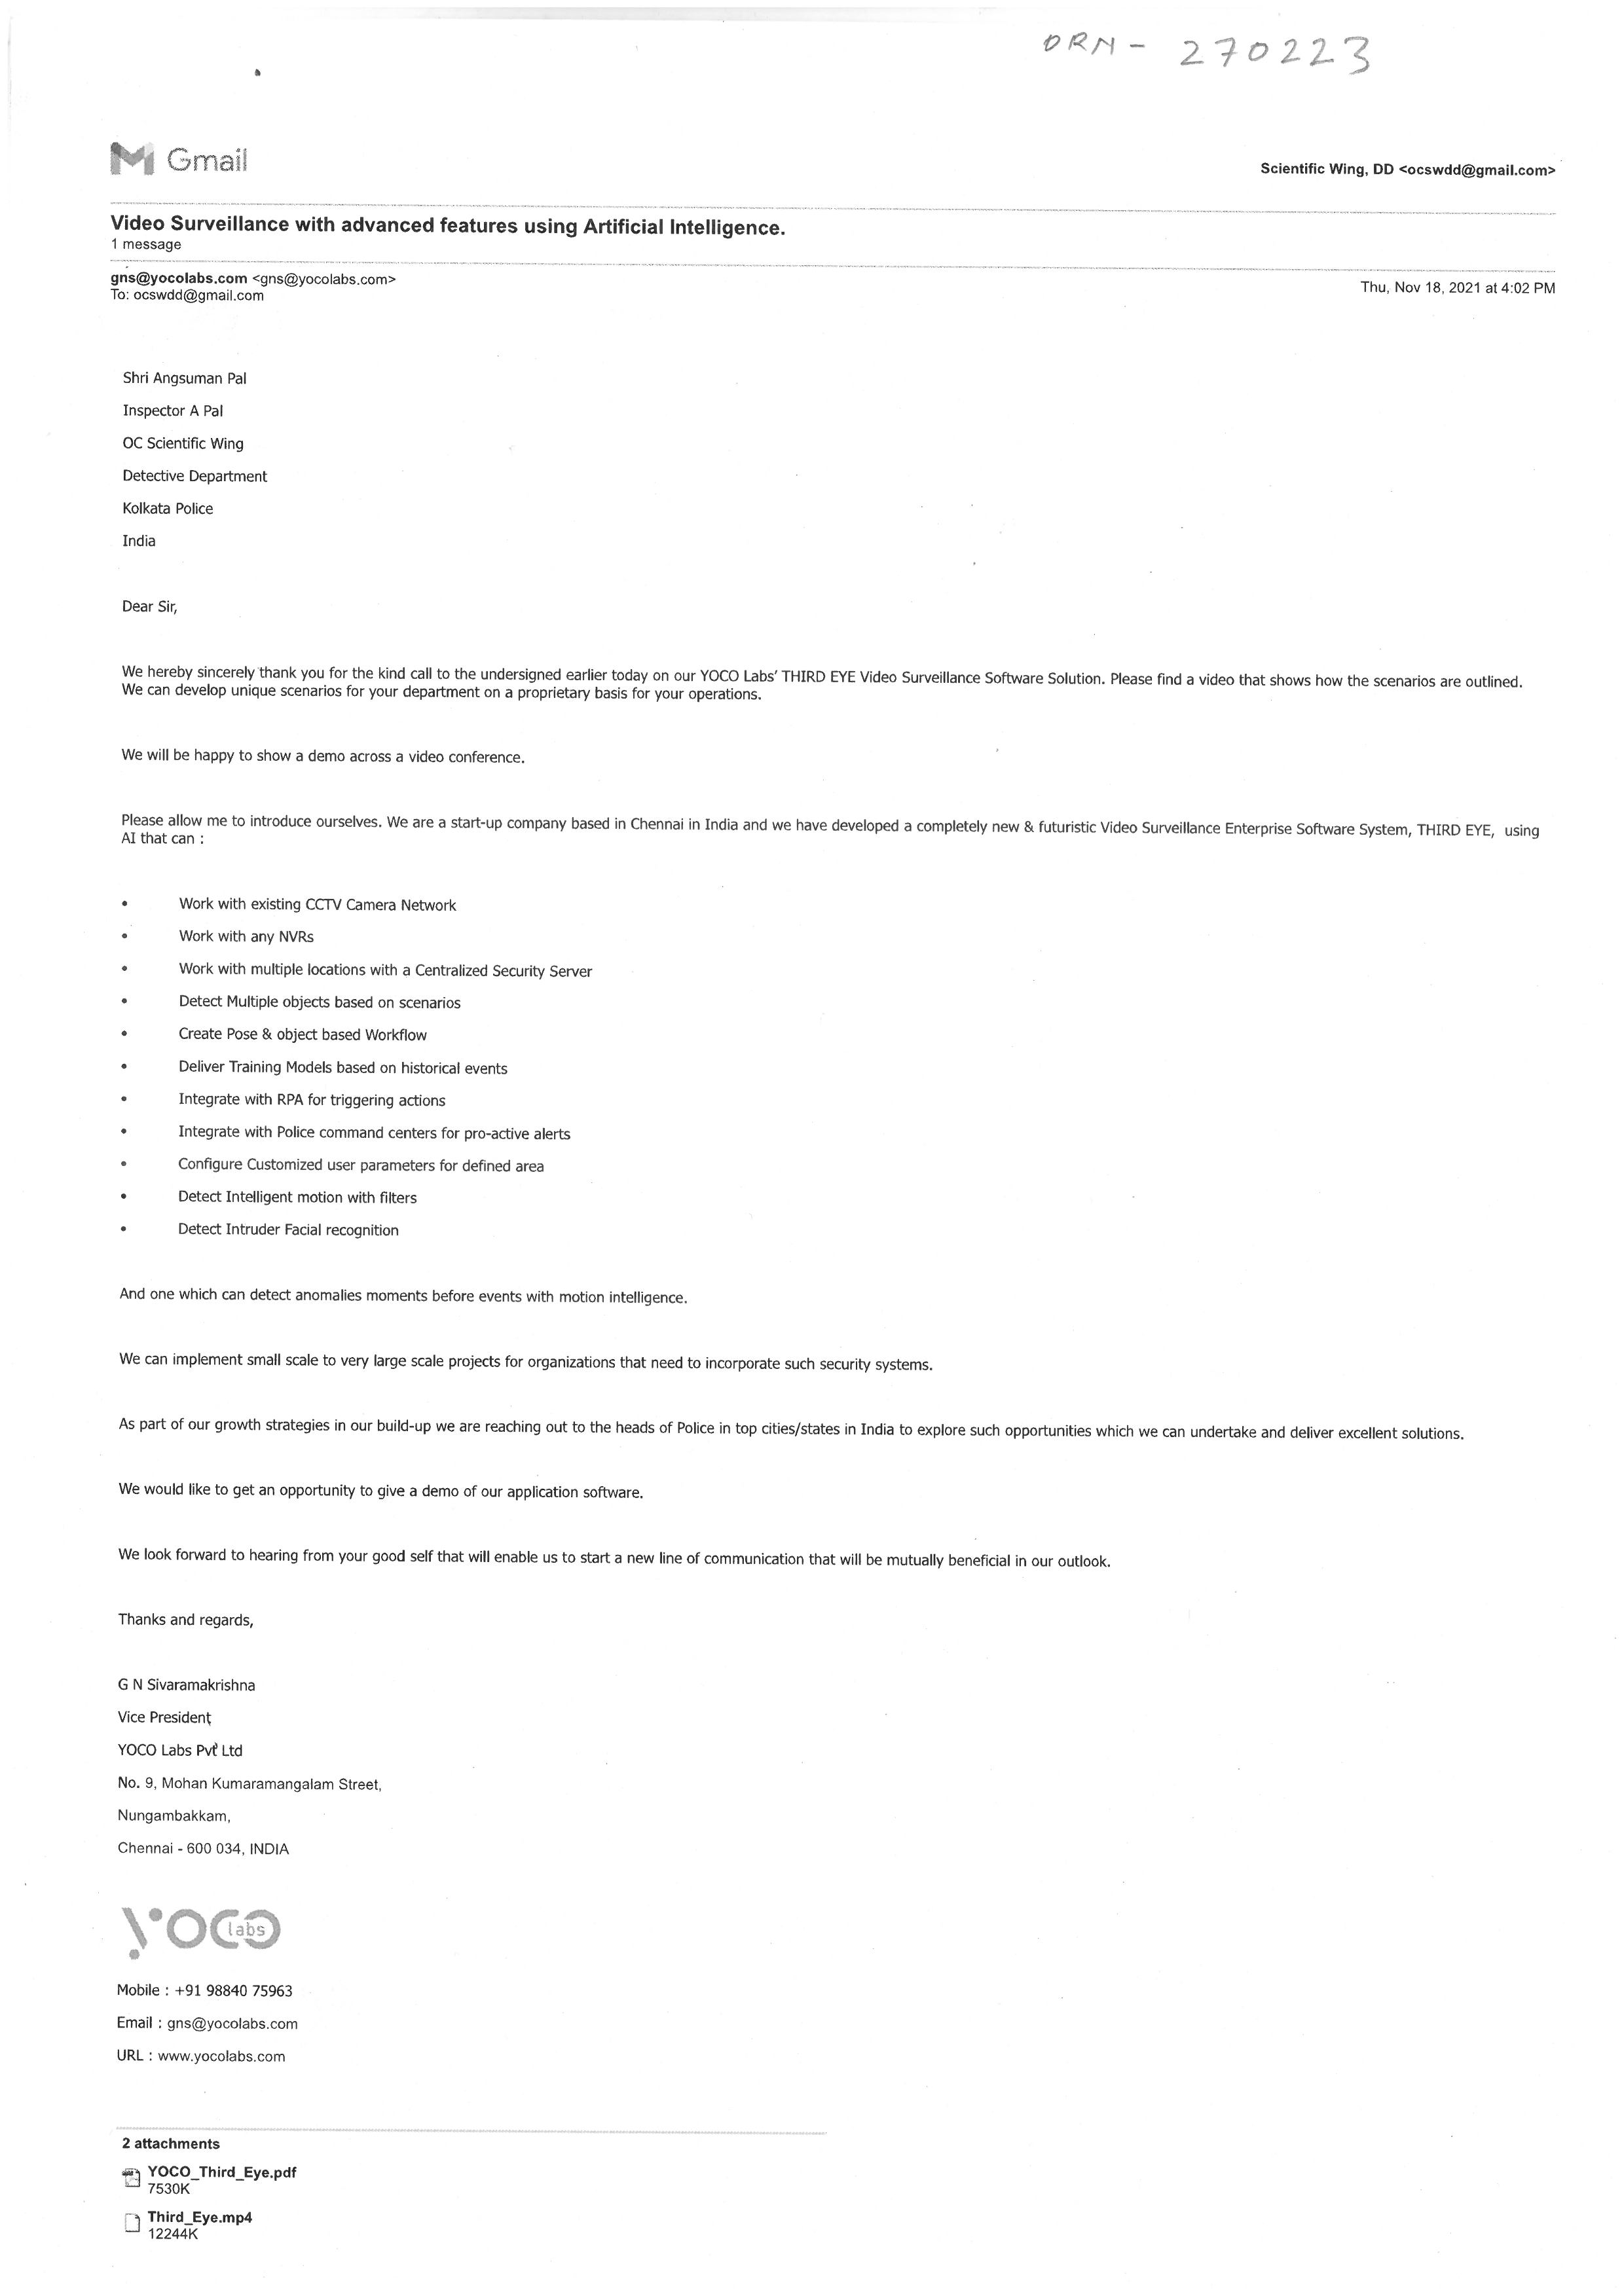 ORN - 270223
Gmail
Scientific Wing, DD <ocswdd@gmail.com>
Video Surveillance with advanced features using Artificial Intelligence.
1 message
gns@yocolabs.com <gns@yocolabs.com>
To: ocswdd@gmail.com
Thu, Nov 18, 2021 at 4:02 PM
Shri Angsuman Pal
Inspector A Pal
OC Scientific Wing
Detective Department
Kolkata Police
India
Dear Sir,
We hereby sincerely thank you for the kind call to the undersigned earlier today on our YOCO Labs' THIRD EYE Video Surveillance Software Solution. Please find a video that shows how the scenarios are outlined.
We can develop unique scenarios for your department on a proprietary basis for your operations.
We will be happy to show a demo across a video conference.
Please allow me to introduce ourselves. We are a start-up company based in Chennai in India and we have developed a completely new & futuristic Video Surveillance Enterprise Software System, THIRD EYE, using
AI that can :
• Work with existing CCTV Camera Network
• Work with any NVRs
• Work with multiple locations with a Centralized Security Server
• Detect Multiple objects based on scenarios
• Create Pose & object based Workflow
• Deliver Training Models based on historical events
• Integrate with RPA for triggering actions
• Integrate with Police command centers for pro-active alerts
• Configure Customized user parameters for defined area
• Detect Intelligent motion with filters
• Detect Intruder Facial recognition
And one which can detect anomalies moments before events with motion intelligence.
We can implement small scale to very large scale projects for organizations that need to incorporate such security systems.
As part of our growth strategies in our build-up we are reaching out to the heads of Police in top cities/states in India to explore such opportunities which we can undertake and deliver excellent solutions.
We would like to get an opportunity to give a demo of our application software.
We look forward to hearing from your good self that will enable us to start a new line of communication that will be mutually beneficial in our outlook.
Thanks and regards,
G N Sivaramakrishna
Vice President
YOCO Labs Pvt Ltd
No. 9, Mohan Kumaramangalam Street,
Nungambakkam,
Chennai - 600 034, INDIA
yoco labs
Mobile : +91 98840 75963
Email : gns@yocolabs.com
URL : www.yocolabs.com
2 attachments
YOCO_Third_Eye.pdf
7530K
Third_Eye.mp4
12244K